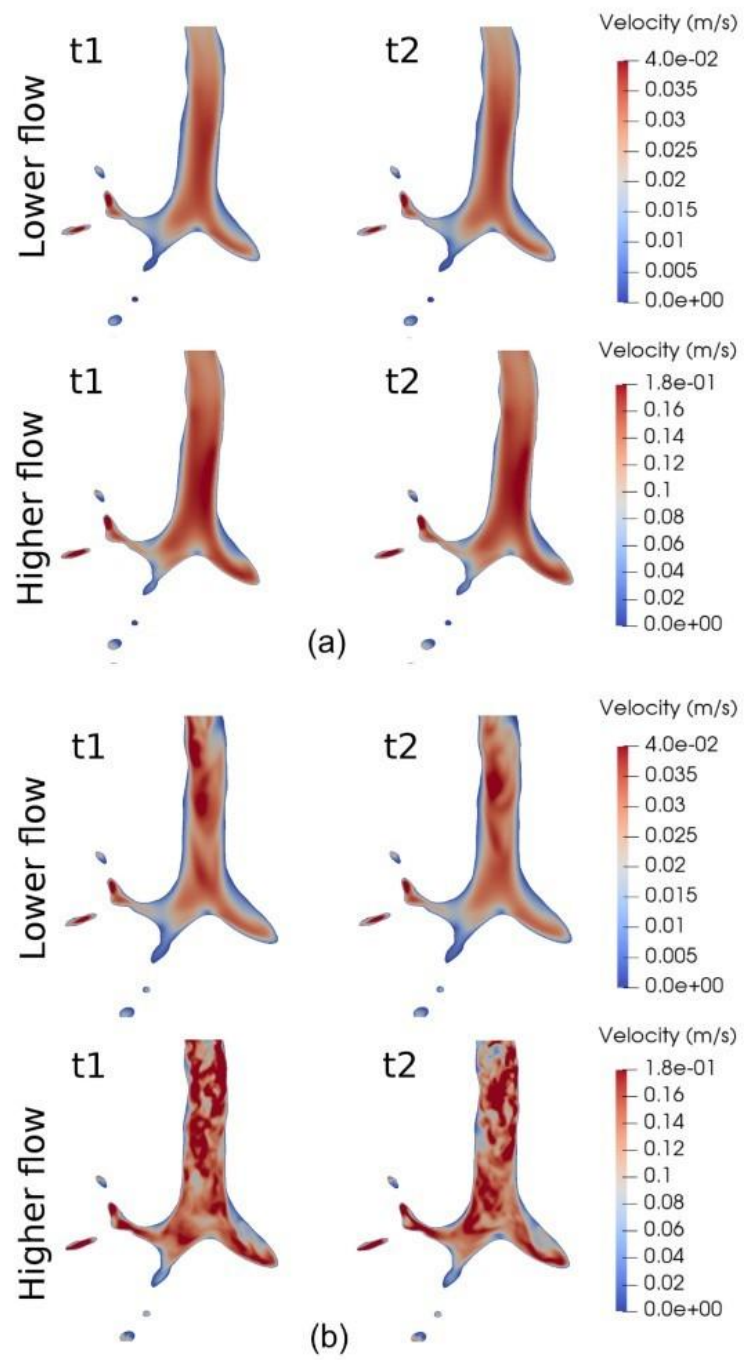 t1
t2
Velocity (m/s)
4.0e-02
0.035
0.03
0.025
0.02
0.015
0.01
0.005
0.0e+00
Lower flow
t1
t2
Velocity (m/s)
1.8e-01
0.16
0.14
0.12
0.1
0.08
0.06
0.04
0.02
0.0e+00
Higher flow
(a)
t1
t2
Velocity (m/s)
4.0e-02
0.035
0.03
0.025
0.02
0.015
0.01
0.005
0.0e+00
Lower flow
t1
t2
Velocity (m/s)
1.8e-01
0.16
0.14
0.12
0.1
0.08
0.06
0.04
0.02
0.0e+00
Higher flow
(b)